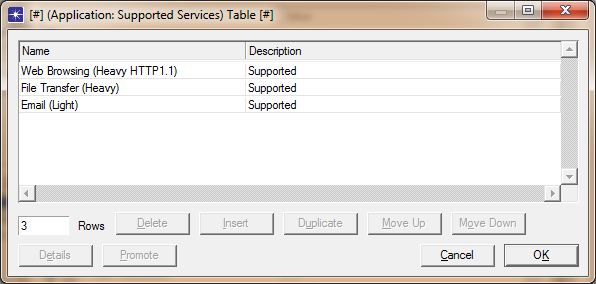 [#] (Application: Supported Services) Table [#]
Name Description
Web Browsing (Heavy HTTP1.1) Supported
File Transfer (Heavy) Supported
Email (Light) Supported
3 Rows Delete Insert Duplicate Move Up Move Down
Details Promote Cancel OK